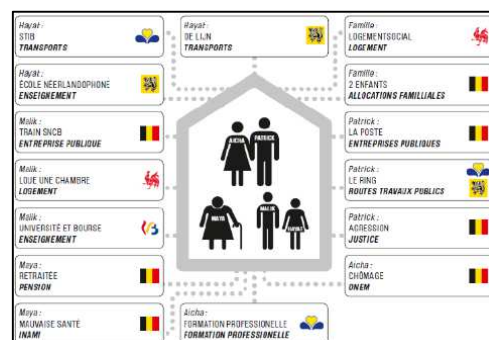 Hayat :
STIB
TRANSPORTS
Hayat :
DE LIJN
TRANSPORTS
Famille :
LOGEMENTSOCIAL
LOGEMENT
Hayat :
ÉCOLE NÉERLANDOPHONE
ENSEIGNEMENT
Famille :
2 ENFANTS
ALLOCATIONS FAMILLIALES
Malik :
TRAIN SNCB
ENTREPRISE PUBLIQUE
Patrick :
LA POSTE
ENTREPRISES PUBLIQUES
AICHA
PATRICK
Malik :
LOUE UNE CHAMBRE
LOGEMENT
Patrick :
LE RING
ROUTES TRAVAUX PUBLICS
MAYA
MALIK
HAYAT
Malik :
UNIVERSITÉ ET BOURSE
ENSEIGNEMENT
Patrick :
AGRESSION
JUSTICE
Maya :
RETRAITÉE
PENSION
Aicha :
CHÔMAGE
ONEM
Maya :
MAUVAISE SANTÉ
INAMI
Aicha :
FORMATION PROFESSIONELLE
FORMATION PROFESSIONELLE